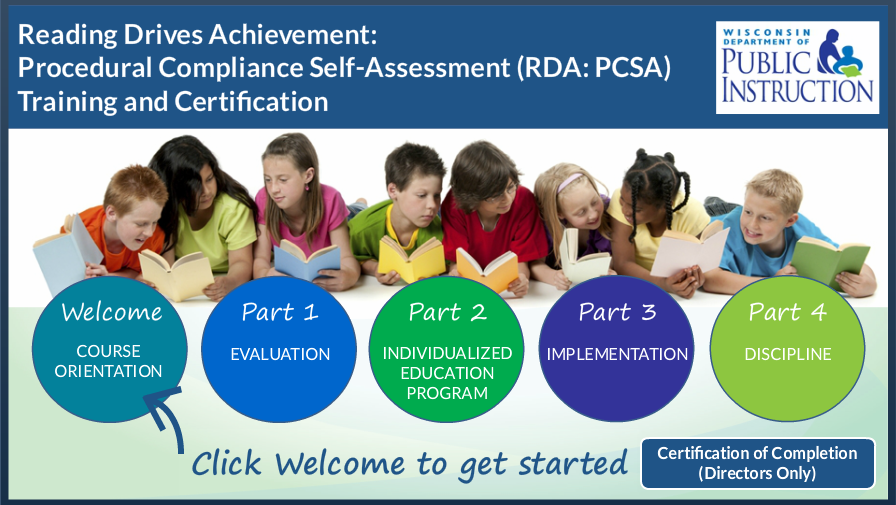 Reading Drives Achievement:
Procedural Compliance Self-Assessment (RDA: PCSA)
Training and Certification
WISCONSIN
DEPARTMENT OF
PUBLIC
INSTRUCTION
Welcome
COURSE
ORIENTATION
Part 1
EVALUATION
Part 2
INDIVIDUALIZED
EDUCATION
PROGRAM
Part 3
IMPLEMENTATION
Part 4
DISCIPLINE
Click Welcome to get started
Certification of Completion
(Directors Only)